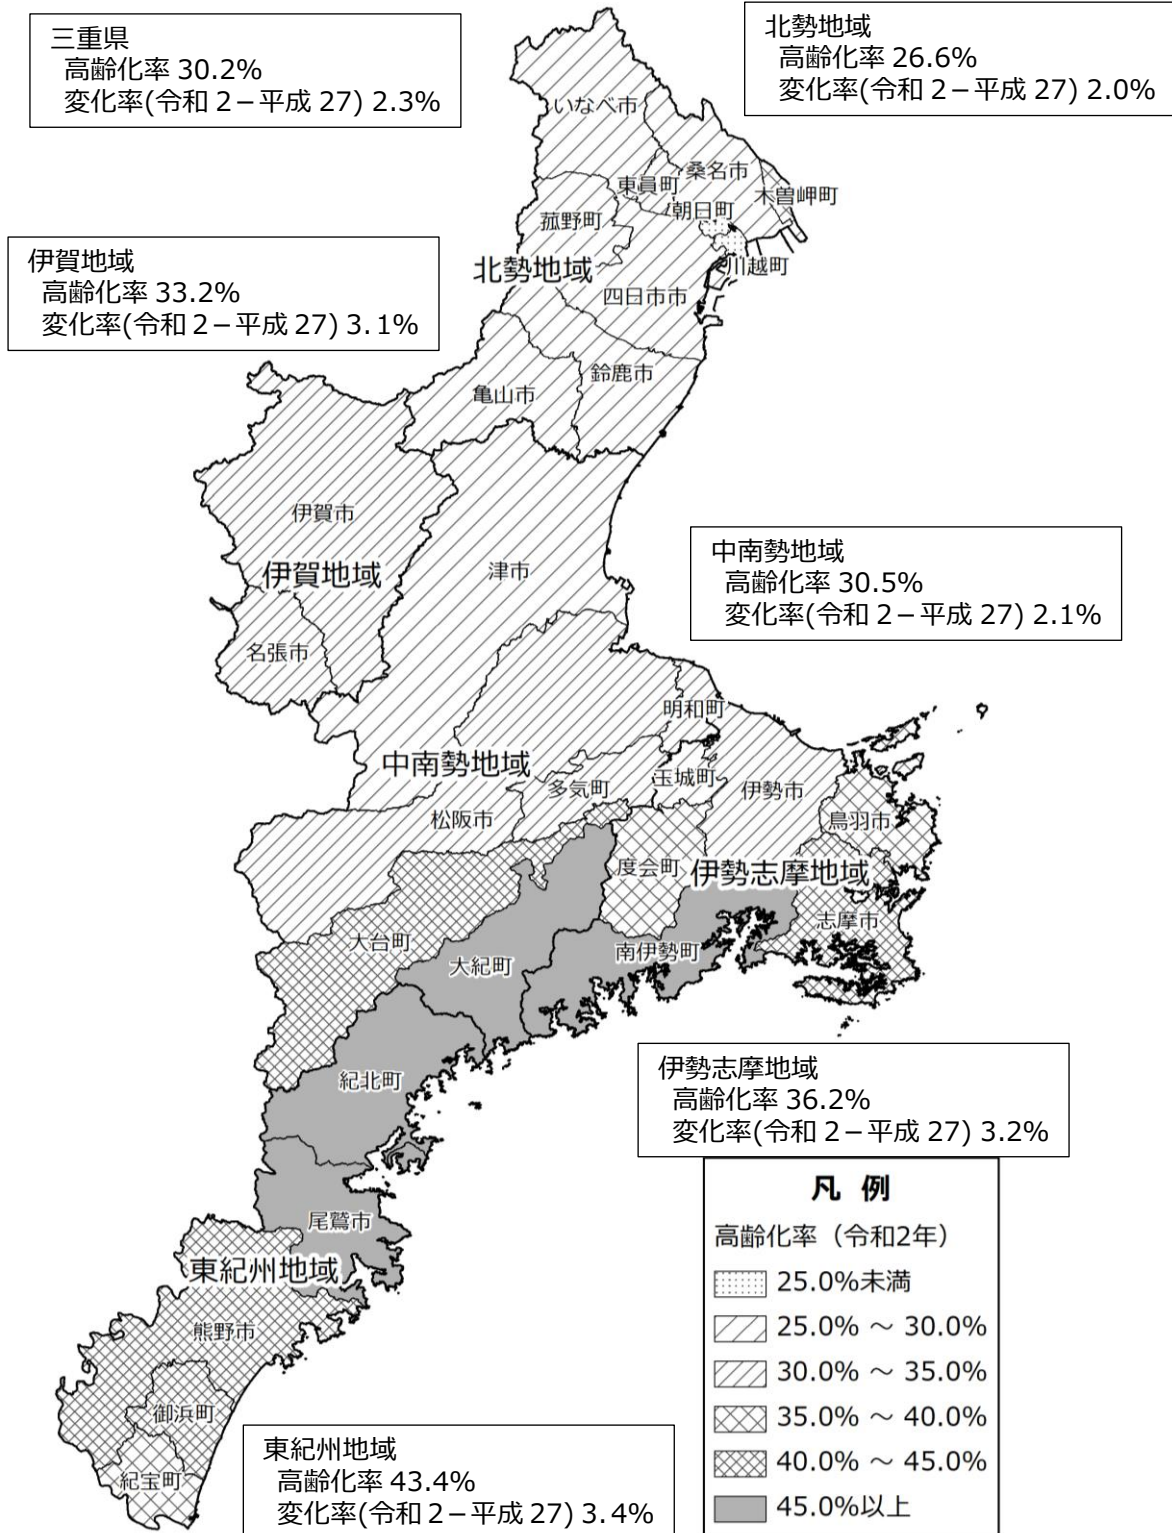 三重県
高齢化率 30.2%
変化率(令和 2－平成 27) 2.3%
北勢地域
高齢化率 26.6%
変化率(令和 2－平成 27) 2.0%
いなべ市
東員町
桑名市
木曽岬町
朝日町
菰野町
川越町
北勢地域
四日市市
伊賀地域
高齢化率 33.2%
変化率(令和 2－平成 27) 3.1%
鈴鹿市
亀山市
伊賀市
伊賀地域
津市
名張市
中南勢地域
高齢化率 30.5%
変化率(令和 2－平成 27) 2.1%
明和町
中南勢地域
多気町
玉城町
伊勢市
松阪市
鳥羽市
度会町
伊勢志摩地域
志摩市
大台町
大紀町
南伊勢町
紀北町
伊勢志摩地域
高齢化率 36.2%
変化率(令和 2－平成 27) 3.2%
尾鷲市
東紀州地域
熊野市
御浜町
紀宝町
東紀州地域
高齢化率 43.4%
変化率(令和 2－平成 27) 3.4%
凡 例
高齢化率（令和2年）
25.0%未満
25.0% ～ 30.0%
30.0% ～ 35.0%
35.0% ～ 40.0%
40.0% ～ 45.0%
45.0%以上